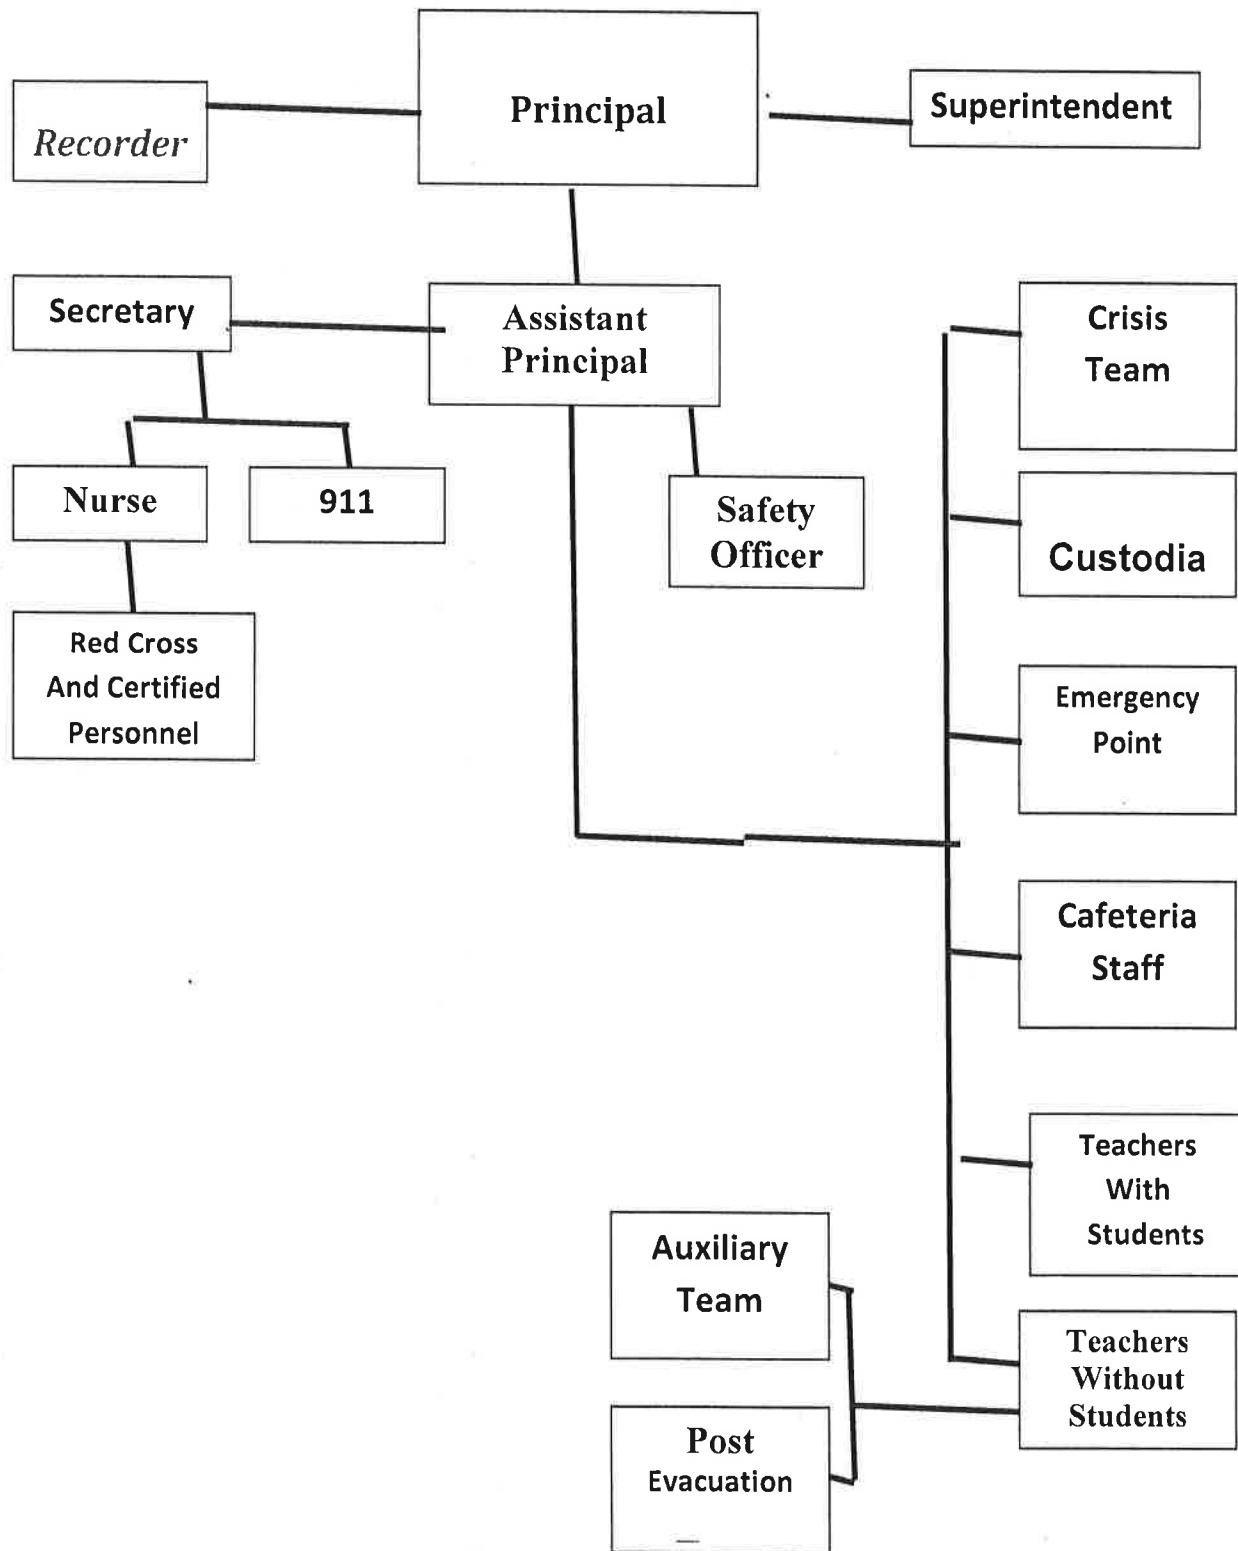 Principal
Recorder
Superintendent
Secretary
Assistant
Principal
Crisis
Team
Nurse
911
Safety
Officer
Custodia
Red Cross
And Certified
Personnel
Emergency
Point
Cafeteria
Staff
Teachers
With
Students
Auxiliary
Team
Teachers
Without
Students
Post
Evacuation